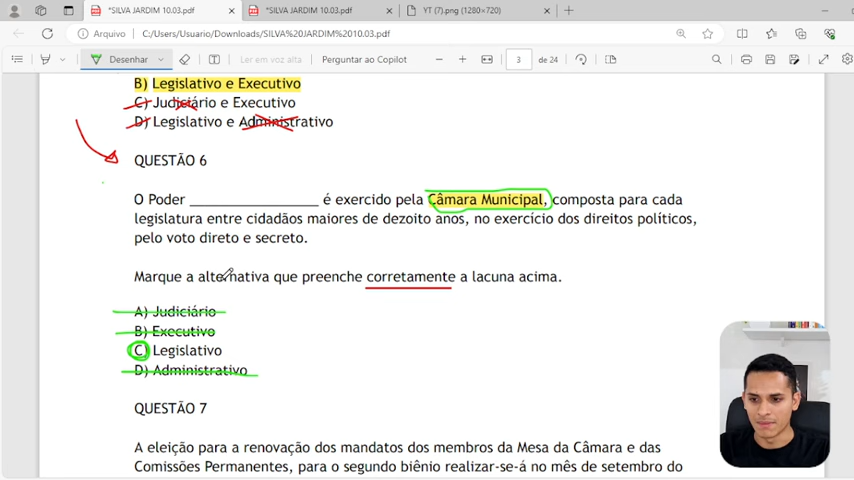 *SILVA JARDIM 10.03.pdf
*SILVA JARDIM 10.03.pdf
YT (7).png (1280×720)
Arquivo
C:/Users/Usuario/Downloads/SILVA%20JARDIM%2010.03.pdf
Desenhar
Ler em voz alta
Perguntar ao Copilot
3
de 24
B) Legislativo e Executivo
C) Judiciário e Executivo
D) Legislativo e Administrativo
QUESTÃO 6
O Poder ____________________ é exercido pela Câmara Municipal, composta para cada
legislatura entre cidadãos maiores de dezoito anos, no exercício dos direitos políticos,
pelo voto direto e secreto.
Marque a alternativa que preenche corretamente a lacuna acima.
A) Judiciário
B) Executivo
C) Legislativo
D) Administrativo
QUESTÃO 7
A eleição para a renovação dos mandatos dos membros da Mesa da Câmara e das
Comissões Permanentes, para o segundo biênio realizar-se-á no mês de setembro do